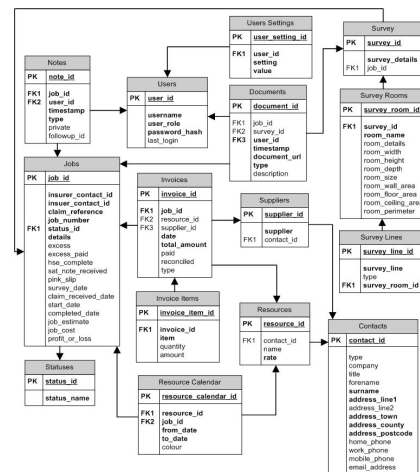 Users Settings
PK user_setting_id
FK1 user_id
setting
value
Survey
PK survey_id
survey_details
FK1 job_id
Notes
PK note_id
FK1 job_id
FK2 user_id
timestamp
type
private
followup_id
Users
PK user_id
username
user_role
password_hash
last_login
Documents
PK document_id
FK1 job_id
FK2 survey_id
FK3 user_id
timestamp
document_url
type
description
Survey Rooms
PK survey_room_id
FK1 survey_id
room_name
room_details
room_width
room_height
room_depth
room_size
room_wall_area
room_floor_area
room_ceiling_area
room_perimeter
Jobs
PK job_id
insurer_contact_id
insuer_contact_id
claim_reference
job_number
FK1 status_id
details
excess
excess_paid
hse_complete
sat_note_received
pink_slip
survey_date
claim_received_date
start_date
completed_date
job_estimate
job_cost
profit_or_loss
Invoices
PK invoice_id
FK1 job_id
FK2 resource_id
FK3 supplier_id
date
total_amount
paid
reconciled
type
Suppliers
PK supplier_id
supplier
FK1 contact_id
Survey Lines
PK survey_line_id
survey_line
type
FK1 survey_room_id
Invoice Items
PK invoice_item_id
FK1 invoice_id
item
quantity
amount
Resources
PK resource_id
FK1 contact_id
name
rate
Contacts
PK contact_id
type
company
title
forename
surname
address_line1
address_line2
address_town
address_county
address_postcode
home_phone
work_phone
mobile_phone
email_address
Statuses
PK status_id
status_name
Resource Calendar
PK resource_calendar_id
FK1 resource_id
FK2 job_id
from_date
to_date
colour